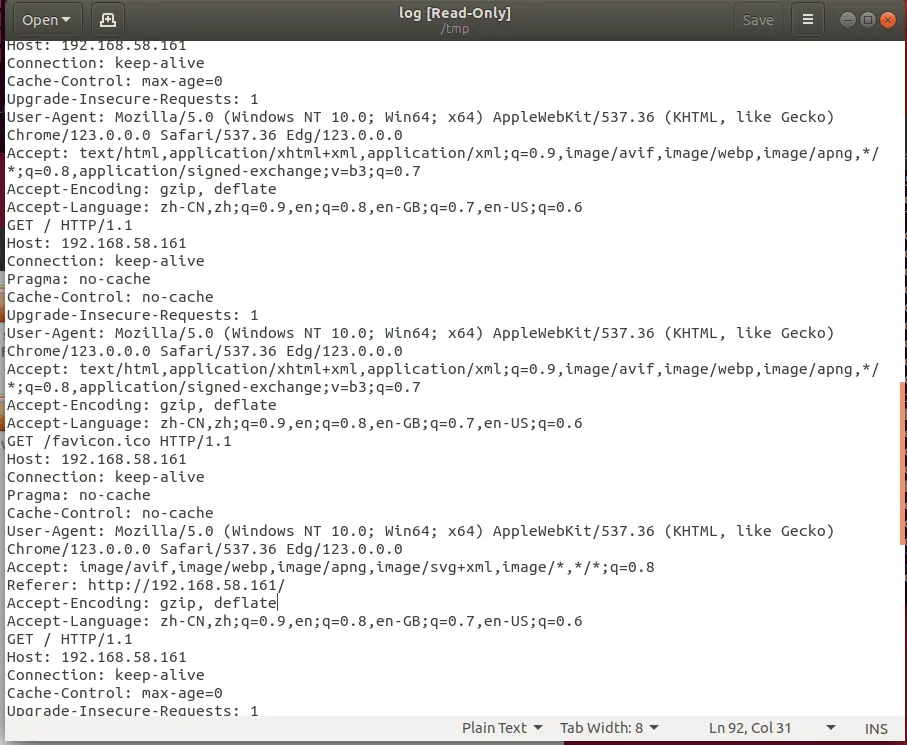 Open
log [Read-Only]
/tmp
Save
Host: 192.168.58.161
Connection: keep-alive
Cache-Control: max-age=0
Upgrade-Insecure-Requests: 1
User-Agent: Mozilla/5.0 (Windows NT 10.0; Win64; x64) AppleWebKit/537.36 (KHTML, like Gecko)
Chrome/123.0.0.0 Safari/537.36 Edg/123.0.0.0
Accept: text/html,application/xhtml+xml,application/xml;q=0.9,image/avif,image/webp,image/apng,*/
*;q=0.8,application/signed-exchange;v=b3;q=0.7
Accept-Encoding: gzip, deflate
Accept-Language: zh-CN,zh;q=0.9,en;q=0.8,en-GB;q=0.7,en-US;q=0.6
GET / HTTP/1.1
Host: 192.168.58.161
Connection: keep-alive
Pragma: no-cache
Cache-Control: no-cache
Upgrade-Insecure-Requests: 1
User-Agent: Mozilla/5.0 (Windows NT 10.0; Win64; x64) AppleWebKit/537.36 (KHTML, like Gecko)
Chrome/123.0.0.0 Safari/537.36 Edg/123.0.0.0
Accept: text/html,application/xhtml+xml,application/xml;q=0.9,image/avif,image/webp,image/apng,*/
*;q=0.8,application/signed-exchange;v=b3;q=0.7
Accept-Encoding: gzip, deflate
Accept-Language: zh-CN,zh;q=0.9,en;q=0.8,en-GB;q=0.7,en-US;q=0.6
GET /favicon.ico HTTP/1.1
Host: 192.168.58.161
Connection: keep-alive
Pragma: no-cache
Cache-Control: no-cache
User-Agent: Mozilla/5.0 (Windows NT 10.0; Win64; x64) AppleWebKit/537.36 (KHTML, like Gecko)
Chrome/123.0.0.0 Safari/537.36 Edg/123.0.0.0
Accept: image/avif,image/webp,image/apng,image/svg+xml,image/*,*/*;q=0.8
Referer: http://192.168.58.161/
Accept-Encoding: gzip, deflate
Accept-Language: zh-CN,zh;q=0.9,en;q=0.8,en-GB;q=0.7,en-US;q=0.6
GET / HTTP/1.1
Host: 192.168.58.161
Connection: keep-alive
Cache-Control: max-age=0
Upgrade-Insecure-Requests: 1
Plain Text
Tab Width: 8
Ln 92, Col 31
INS